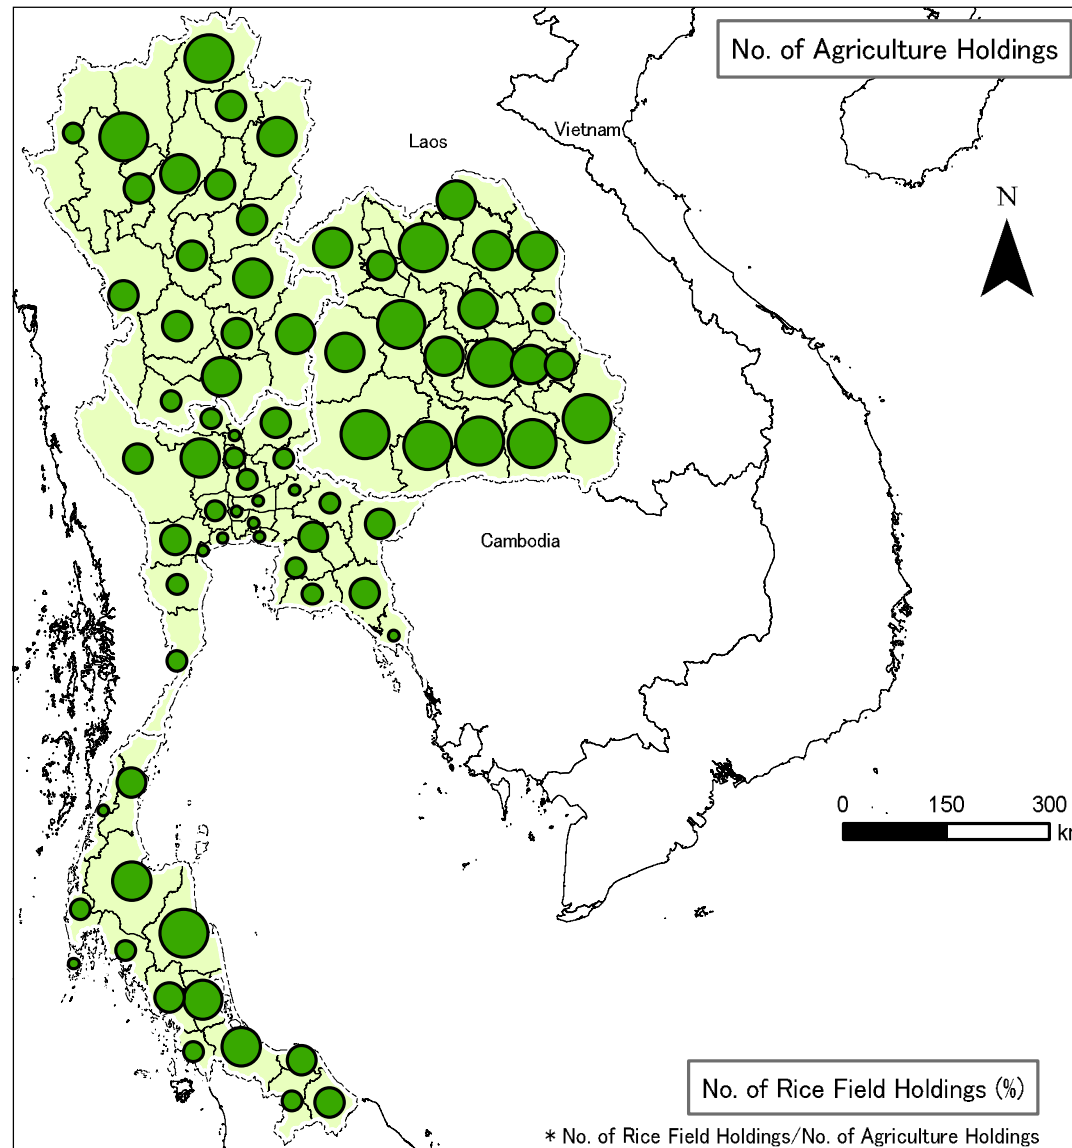 No. of Agriculture Holdings
Vietnam
Laos
N
Cambodia
0 150 300
km
No. of Rice Field Holdings (%)
* No. of Rice Field Holdings/No. of Agriculture Holdings